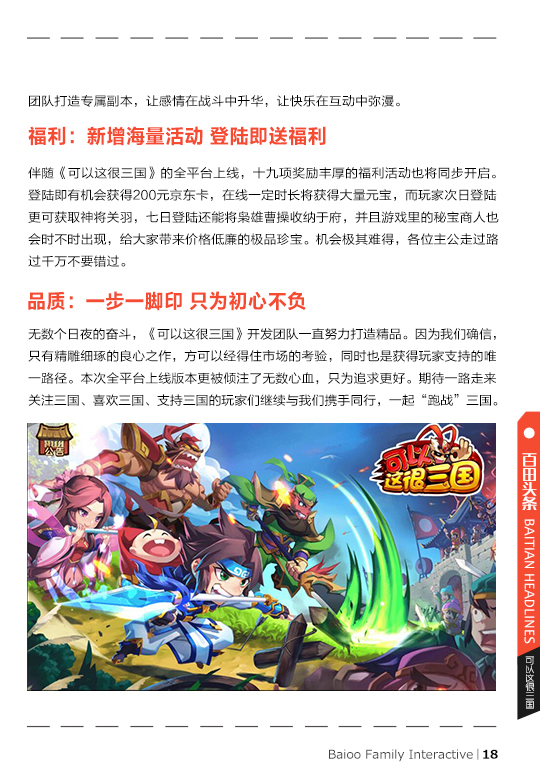 团队打造专属副本，让感情在战斗中升华，让快乐在互动中弥漫。
福利：新增海量活动 登陆即送福利
伴随《可以这很三国》的全平台上线，十九项奖励丰厚的福利活动也将同步开启。
登陆即有机会获得200元京东卡，在线一定时长将获得大量元宝，而玩家次日登陆
更可获取神将关羽，七日登陆还能将枭雄曹操收纳于府，并且游戏里的秘宝商人也
会时不时出现，给大家带来价格低廉的极品珍宝。机会极其难得，各位主公走过路
过千万不要错过。
品质：一步一脚印 只为初心不负
无数个日夜的奋斗，《可以这很三国》开发团队一直努力打造精品。因为我们确信，
只有精雕细琢的良心之作，方可以经得住市场的考验，同时也是获得玩家支持的唯
一路径。本次全平台上线版本更被倾注了无数心血，只为追求更好。期待一路走来
关注三国、喜欢三国、支持三国的玩家们继续与我们携手同行，一起“跑战”三国。
公告
可以
这很三国
百田头条 BAITIAN HEADLINES
可以这很三国
Baioo Family Interactive | 18